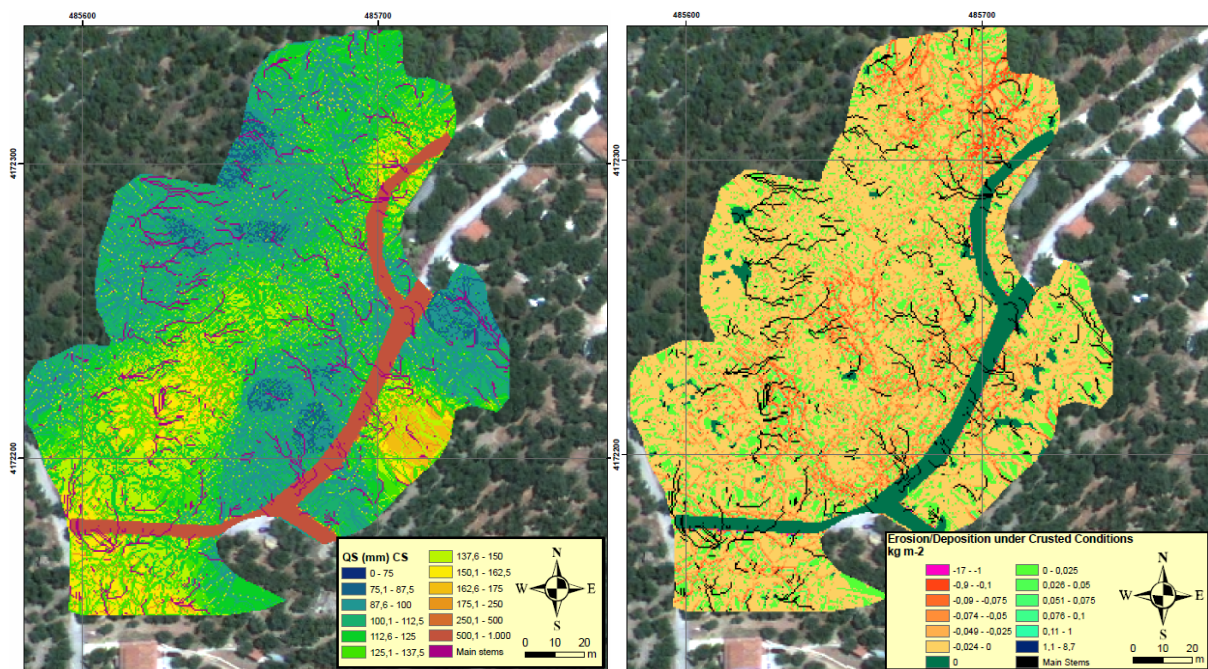 485600 485700
4172300
4172200
QS (mm) CS
0 - 75
75,1 - 87,5
87,6 - 100
100,1 - 112,5
112,6 - 125
125,1 - 137,5
137,6 - 150
150,1 - 162,5
162,6 - 175
175,1 - 250
250,1 - 500
500,1 - 1.000
Main stems
N
W E
S
0 10 20
m
485600 485700
4172300
4172200
Erosion/Deposition under Crusted Conditions
kg m-2
-17 - -1
-0,9 - -0,1
-0,09 - -0,075
-0,074 - -0,05
-0,049 - -0,025
-0,024 - 0
0
0 - 0,025
0,026 - 0,05
0,051 - 0,075
0,076 - 0,1
0,11 - 1
1,1 - 8,7
Main Stems
N
W E
S
0 10 20
m